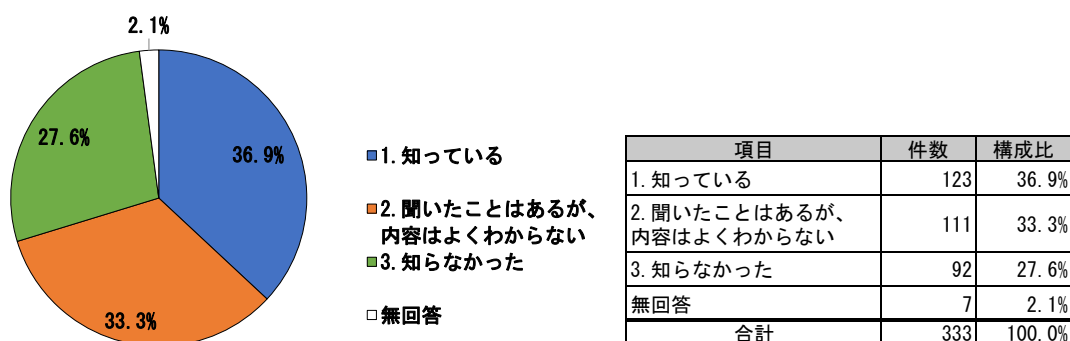 2.1%
27.6%
36.9%
33.3%
1.知っている
2.聞いたことはあるが、
内容はよくわからない
3.知らなかった
無回答
項目 件数 構成比
1.知っている 123 36.9%
2.聞いたことはあるが、
内容はよくわからない 111 33.3%
3.知らなかった 92 27.6%
無回答 7 2.1%
合計 333 100.0%